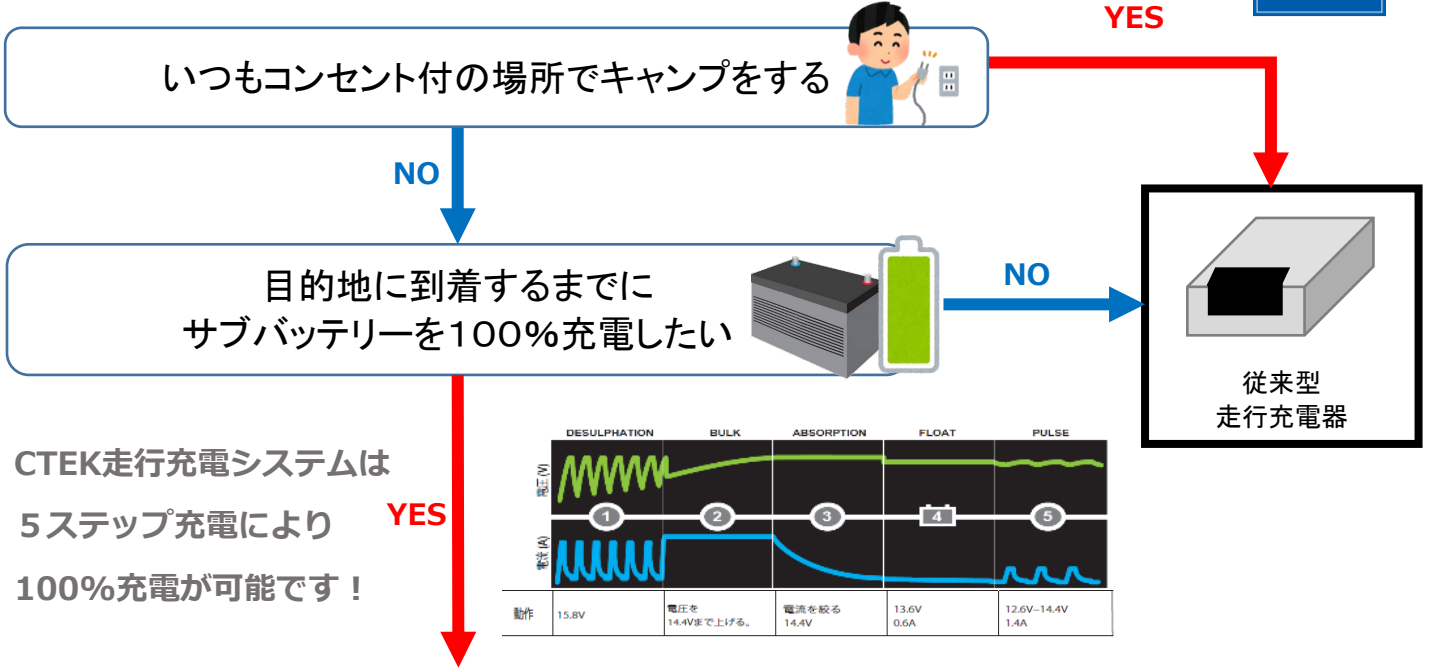 YES
いつもコンセント付の場所でキャンプをする
NO
目的地に到着するまでに
サブバッテリーを100%充電したい
NO
従来型
走行充電器
CTEK走行充電システムは
５ステップ充電により
100%充電が可能です！
YES
DESULPHATION BULK ABSORPTION FLOAT PULSE
電圧 (V)
1 2 3 4 5
電流 (A)
動作 15.8V 電圧を 電流を絞る 13.6V 12.6V–14.4V
14.4Vまで上げる。 14.4V 0.6A 1.4A